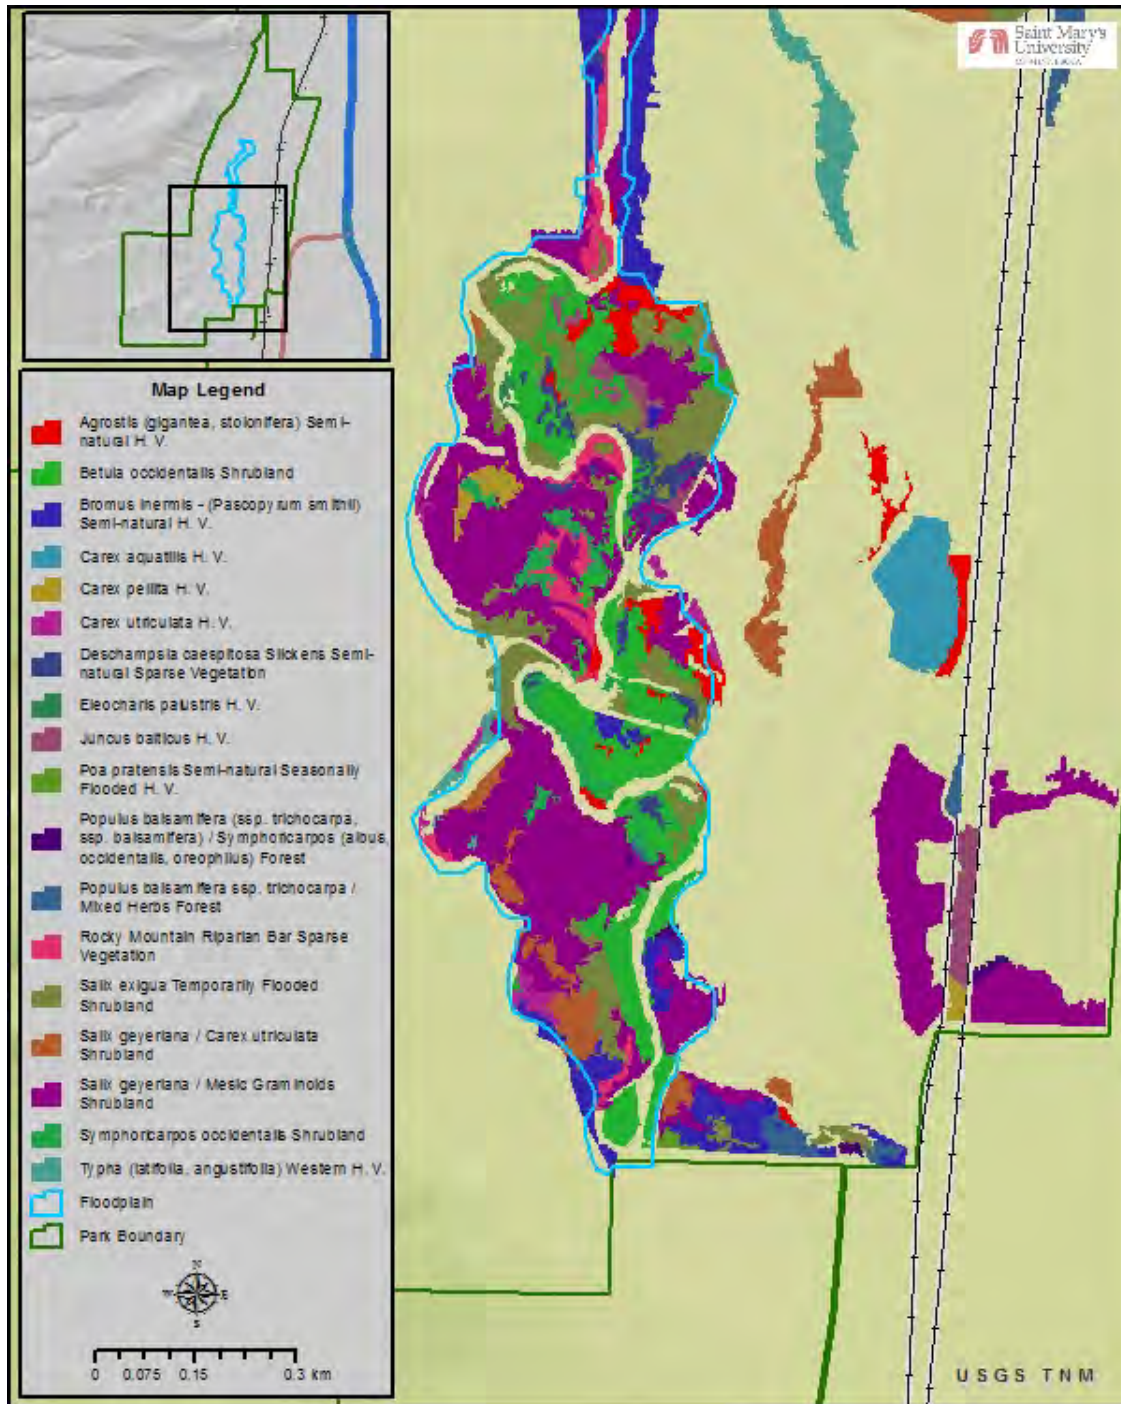 Saint Mary's
University
Map Legend
Agrostis (gigantea, stolonifera) Semi-
natural H. V.
Betula occidentalis Shrubland
Bromus inermis - (Pascopyrum smithii)
Semi-natural H. V.
Carex aquatilis H. V.
Carex pellita H. V.
Carex utriculata H. V.
Deschampsia caespitosa Slickens Semi-
natural Sparse Vegetation
Eleocharis palustris H. V.
Juncus balticus H. V.
Poa pratensis Semi-natural Seasonally
Flooded H. V.
Populus balsamifera (ssp. trichocarpa,
ssp. balsamifera) / Symphoricarpos (albus,
occidentalis, oreophilus) Forest
Populus balsamifera ssp. trichocarpa /
Mixed Herbs Forest
Rocky Mountain Riparian Bar Sparse
Vegetation
Salix exigua Temporarily Flooded
Shrubland
Salix geyeriana / Carex utriculata
Shrubland
Salix geyeriana / Mesic Graminoids
Shrubland
Symphoricarpos occidentalis Shrubland
Typha (latifolia, angustifolia) Western H. V.
Floodplain
Park Boundary
N
W E
S
0 0.075 0.15 0.3 km
USGS TNM